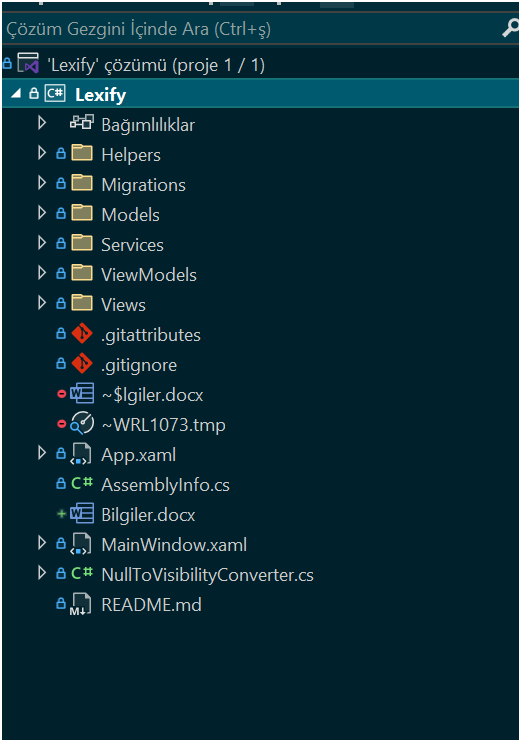 Çözüm Gezgini İçinde Ara (Ctrl+ş)
'Lexify' çözümü (proje 1 / 1)
C# Lexify
Bağımlılıklar
Helpers
Migrations
Models
Services
ViewModels
Views
.gitattributes
.gitignore
~$lgiler.docx
~WRL1073.tmp
App.xaml
C# AssemblyInfo.cs
Bilgiler.docx
MainWindow.xaml
C# NullToVisibilityConverter.cs
M README.md